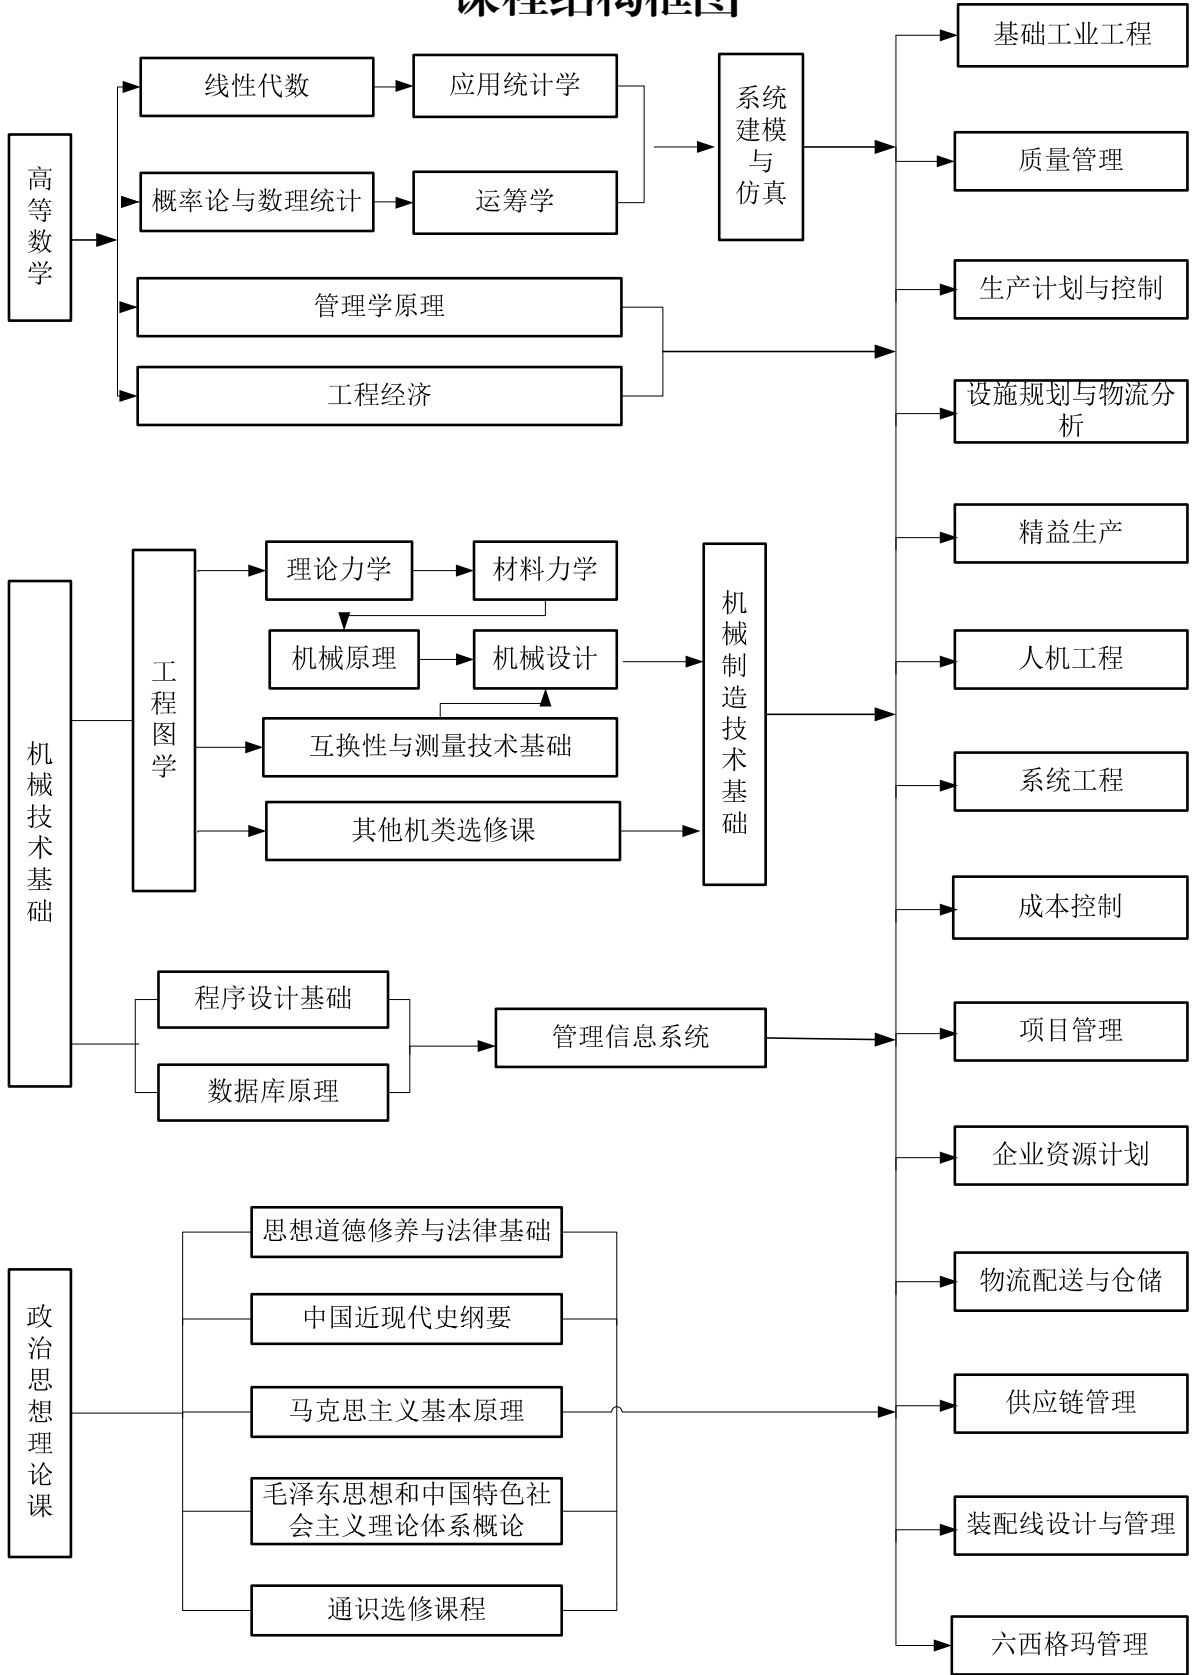 课程结构框图
高等数学
线性代数
应用统计学
概率论与数理统计
运筹学
系统
建模
与
仿真
管理学原理
工程经济
机械技术基础
工程图学
理论力学
材料力学
机械原理
机械设计
互换性与测量技术基础
其他机类选修课
机械制造技术基础
程序设计基础
数据库原理
管理信息系统
政治思想理论课
思想道德修养与法律基础
中国近现代史纲要
马克思主义基本原理
毛泽东思想和中国特色社
会主义理论体系概论
通识选修课程
基础工业工程
质量管理
生产计划与控制
设施规划与物流分
析
精益生产
人机工程
系统工程
成本控制
项目管理
企业资源计划
物流配送与仓储
供应链管理
装配线设计与管理
六西格玛管理